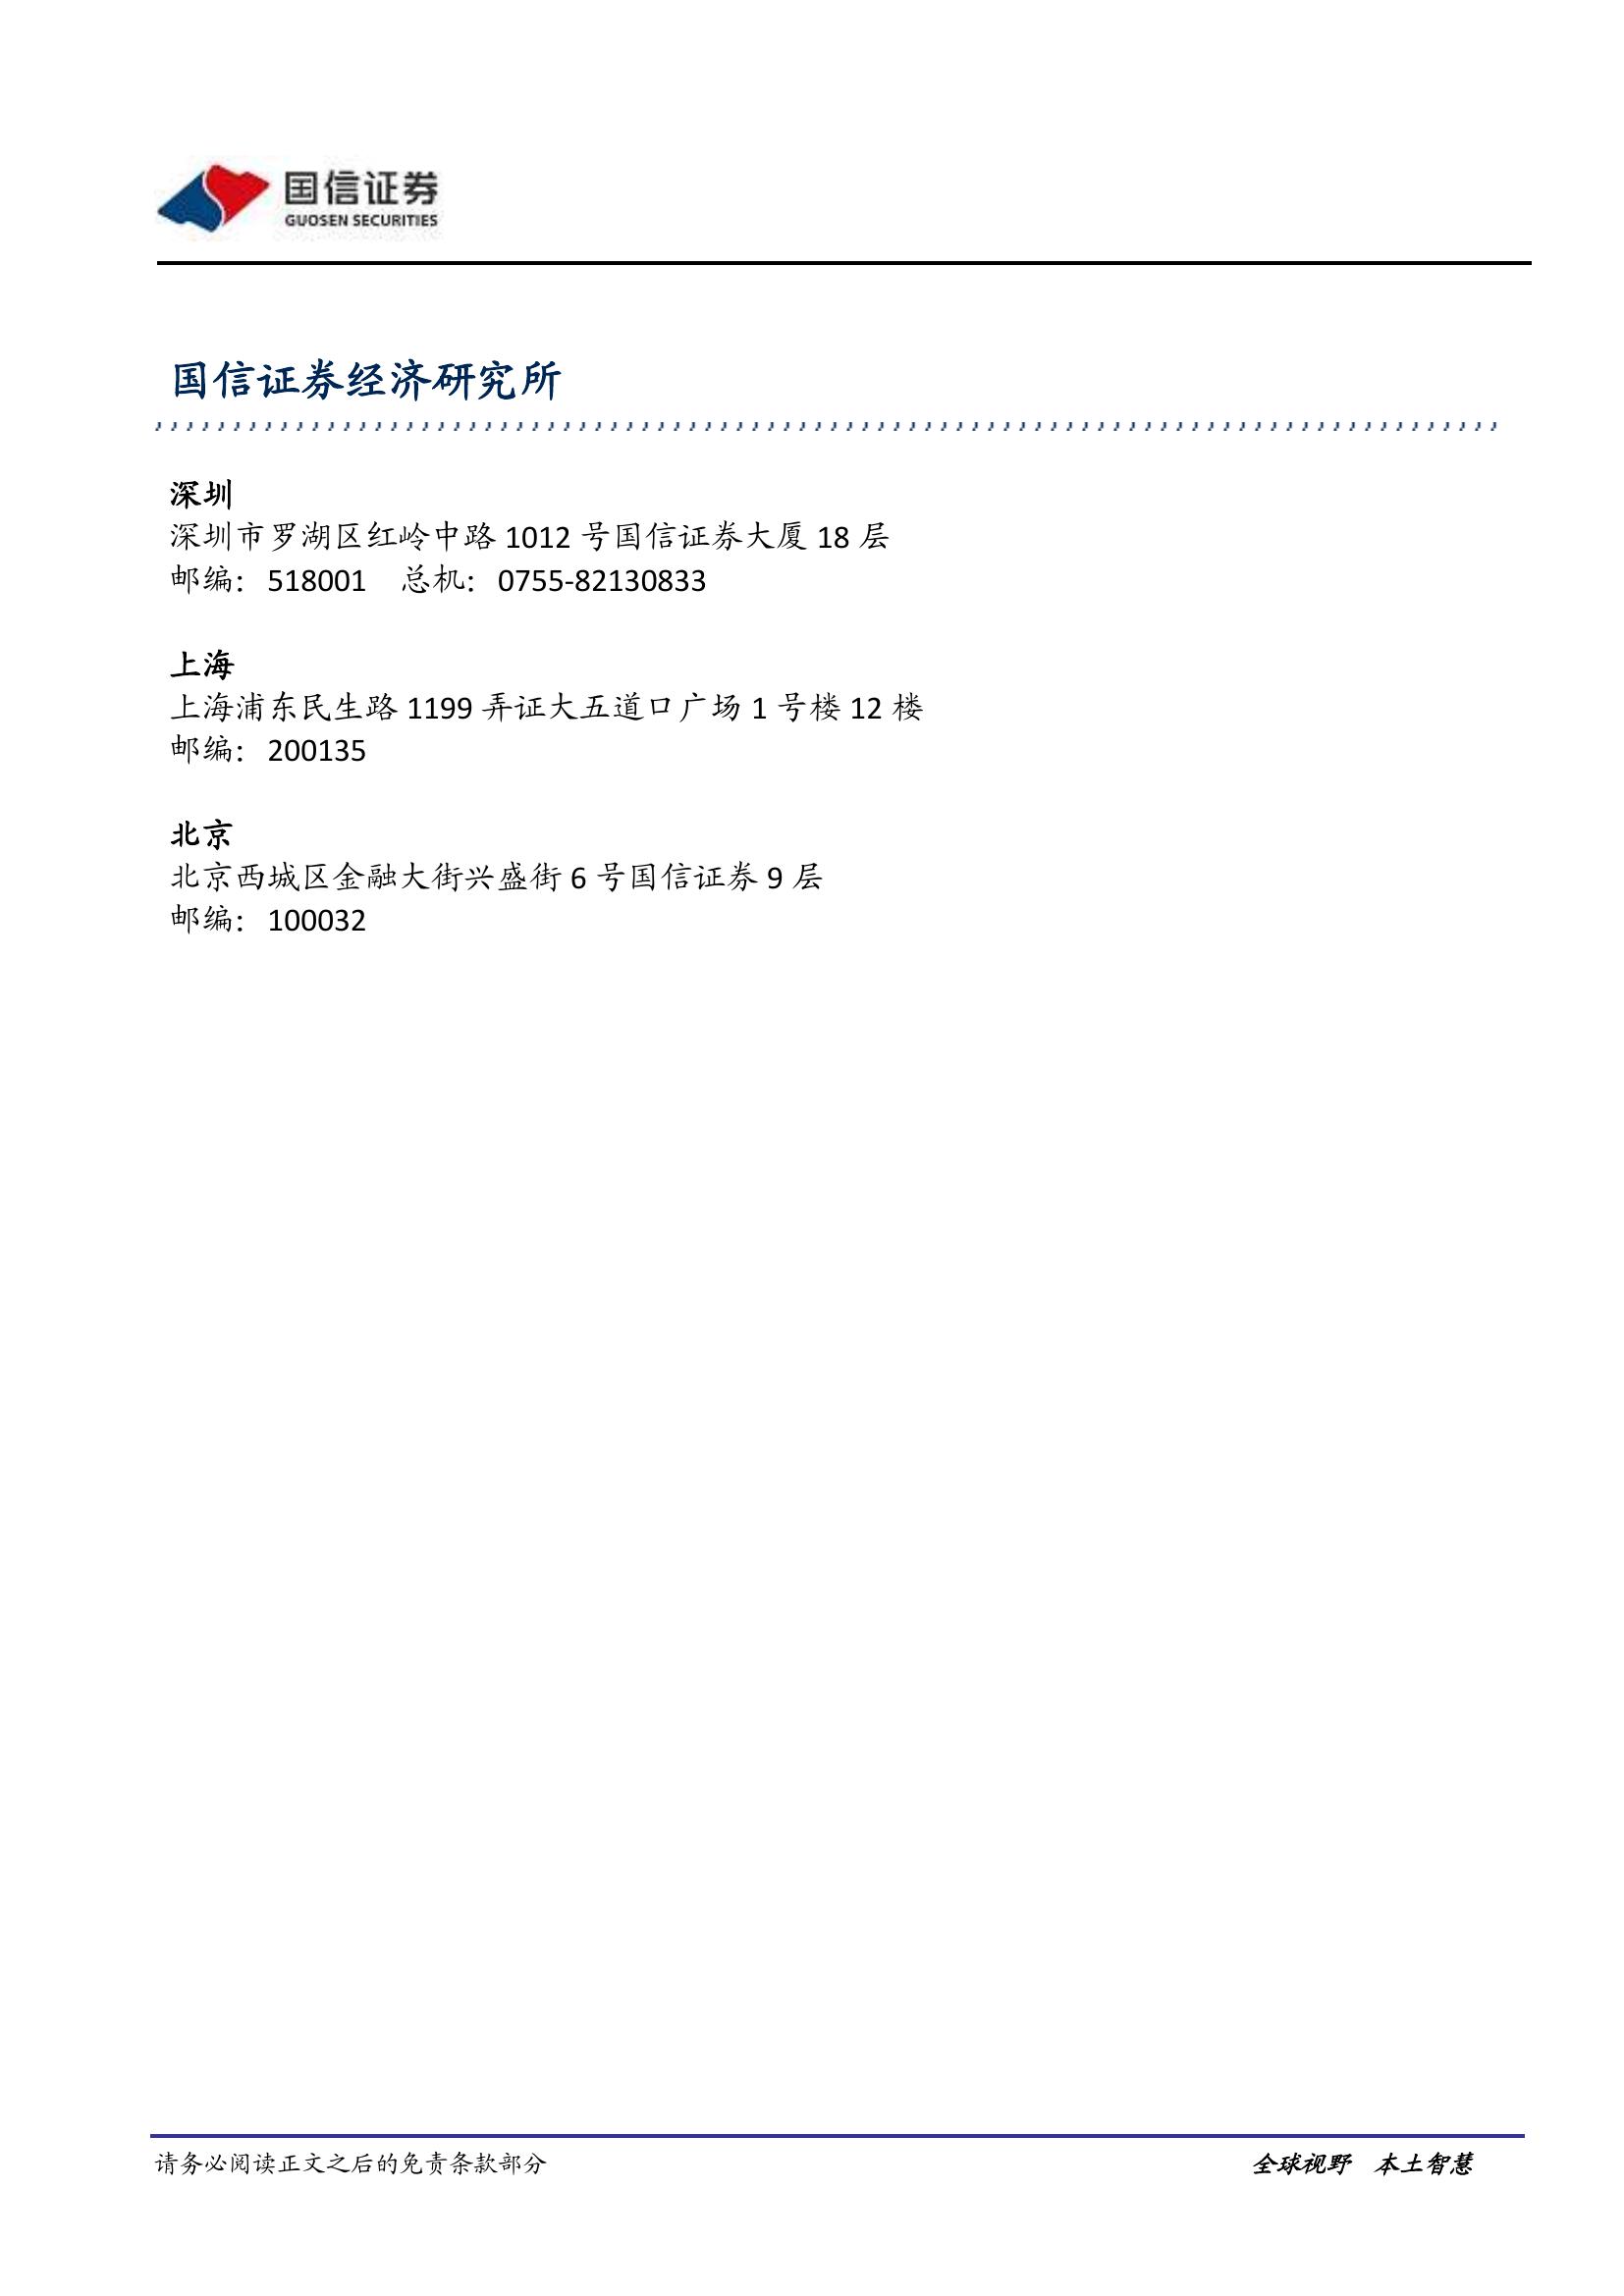 国信证券
GUOSEN SECURITIES
国信证券经济研究所
深圳
深圳市罗湖区红岭中路 1012 号国信证券大厦 18 层
邮编：518001 总机：0755-82130833
上海
上海浦东民生路 1199 弄证大五道口广场 1 号楼 12 楼
邮编：200135
北京
北京西城区金融大街兴盛街 6 号国信证券 9 层
邮编：100032
请务必阅读正文之后的免责条款部分 全球视野 本土智慧